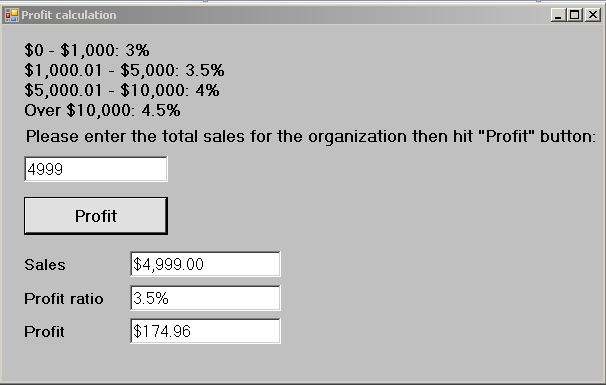 Profit calculation
$0 - $1,000: 3%
$1,000.01 - $5,000: 3.5%
$5,000.01 - $10,000: 4%
Over $10,000: 4.5%
Please enter the total sales for the organization then hit "Profit" button:
4999
Profit
Sales $4,999.00
Profit ratio 3.5%
Profit $174.96